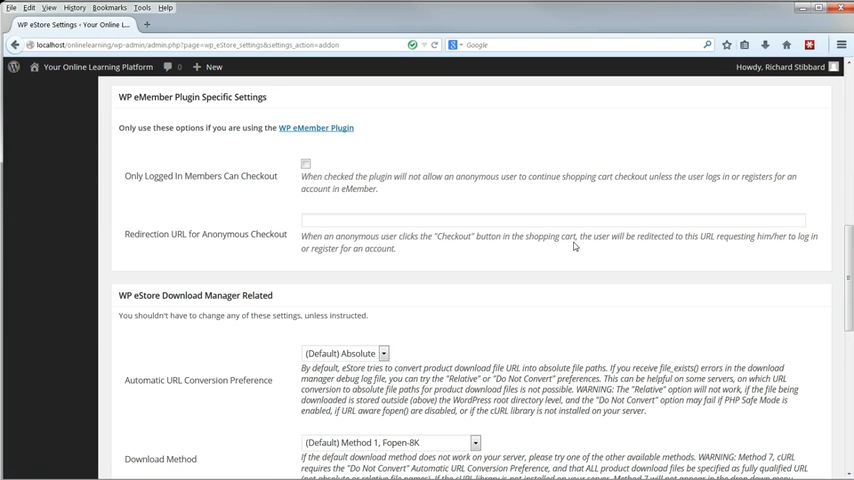 File Edit View History Bookmarks Tools Help
WP eStore Settings ‹ Your Online L...
localhost/onlinelearning/wp-admin/admin.php?page=wp_eStore_settings&settings_action=addon
Google
Your Online Learning Platform 0 + New Howdy, Richard Stibbard
WP eMember Plugin Specific Settings
Only use these options if you are using the WP eMember Plugin
Only Logged In Members Can Checkout
When checked the plugin will not allow an anonymous user to continue shopping cart checkout unless the user logs in or registers for an
account in eMember.
Redirection URL for Anonymous Checkout
When an anonymous user clicks the "Checkout" button in the shopping cart, the user will be reditected to this URL requesting him/her to log in
or register for an account.
WP eStore Download Manager Related
You shouldn't have to change any of these settings, unless instructed.
Automatic URL Conversion Preference
(Default) Absolute
By default, eStore tries to convert product download file URL into absolute file paths. If you receive file_exists() errors in the download
manager debug log file, you can try the "Relative" or "Do Not Convert" preferences. This can be helpful on some servers, on which URL
conversion to absolute file paths for product download files is not possible. WARNING: The "Relative" option will not work, if the file being
downloaded is stored outside (above) the WordPress root directory level, and the "Do Not Convert" option may fail if PHP Safe Mode is
enabled, if URL aware fopen() are disabled, or if the cURL library is not installed on your server.
Download Method
(Default) Method 1, Fopen-8K
If the default download method does not work on your server, please try one of the other available methods. WARNING: Method 7, cURL
requires the "Do Not Convert" Automatic URL Conversion Preference, and that ALL product download files be specified as fully qualified URL